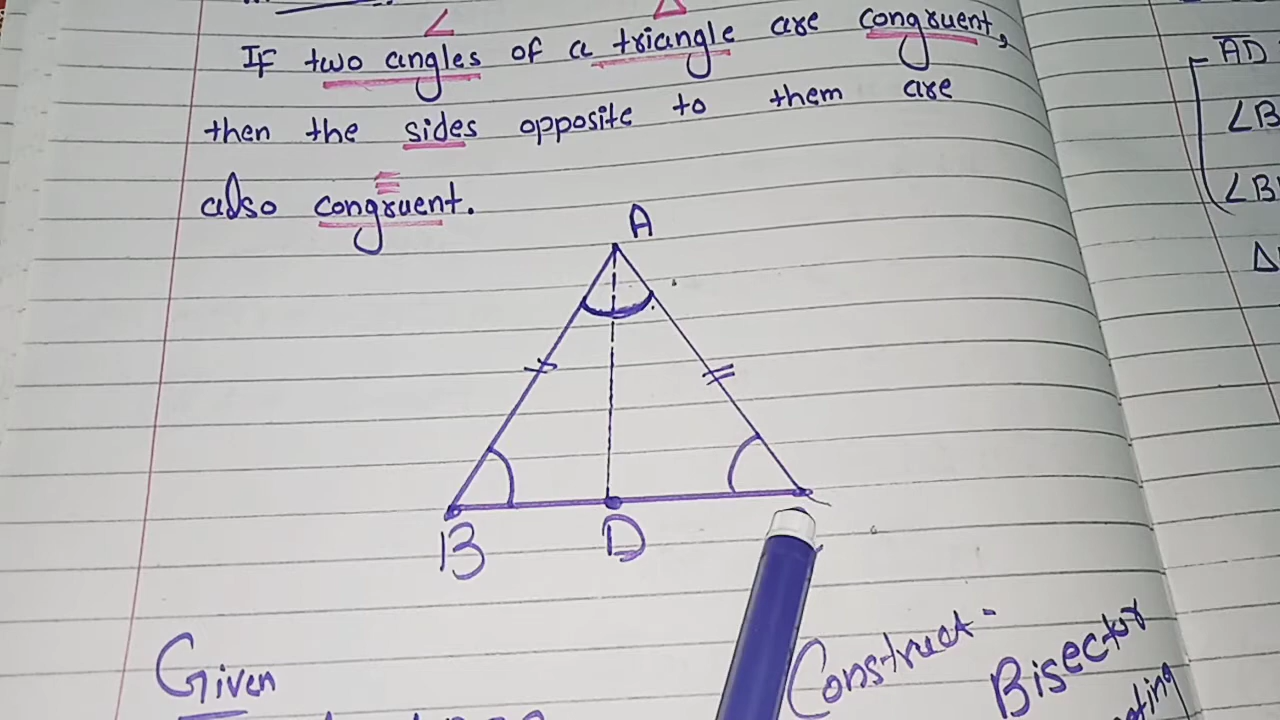 ∠ Δ
If two angles of a triangle are congruent,
then the sides opposite to them are
also congruent.
≅
A
B D
Given
Construct-
Bisector
AD
∠B
∠B
Δ